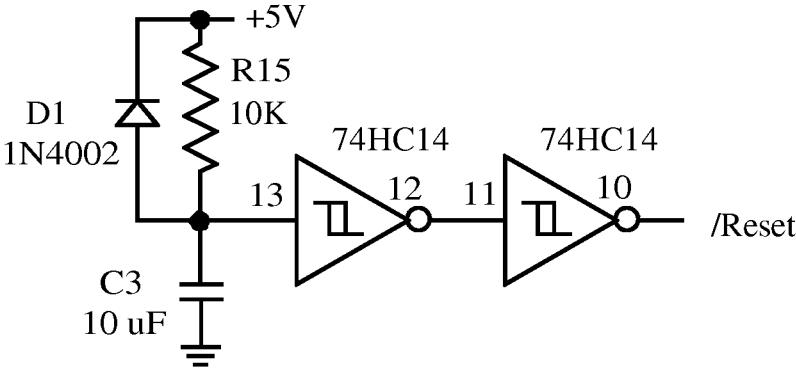 +5V
R15
10K
D1
1N4002
74HC14
74HC14
13
12
11
10
/Reset
C3
10 uF